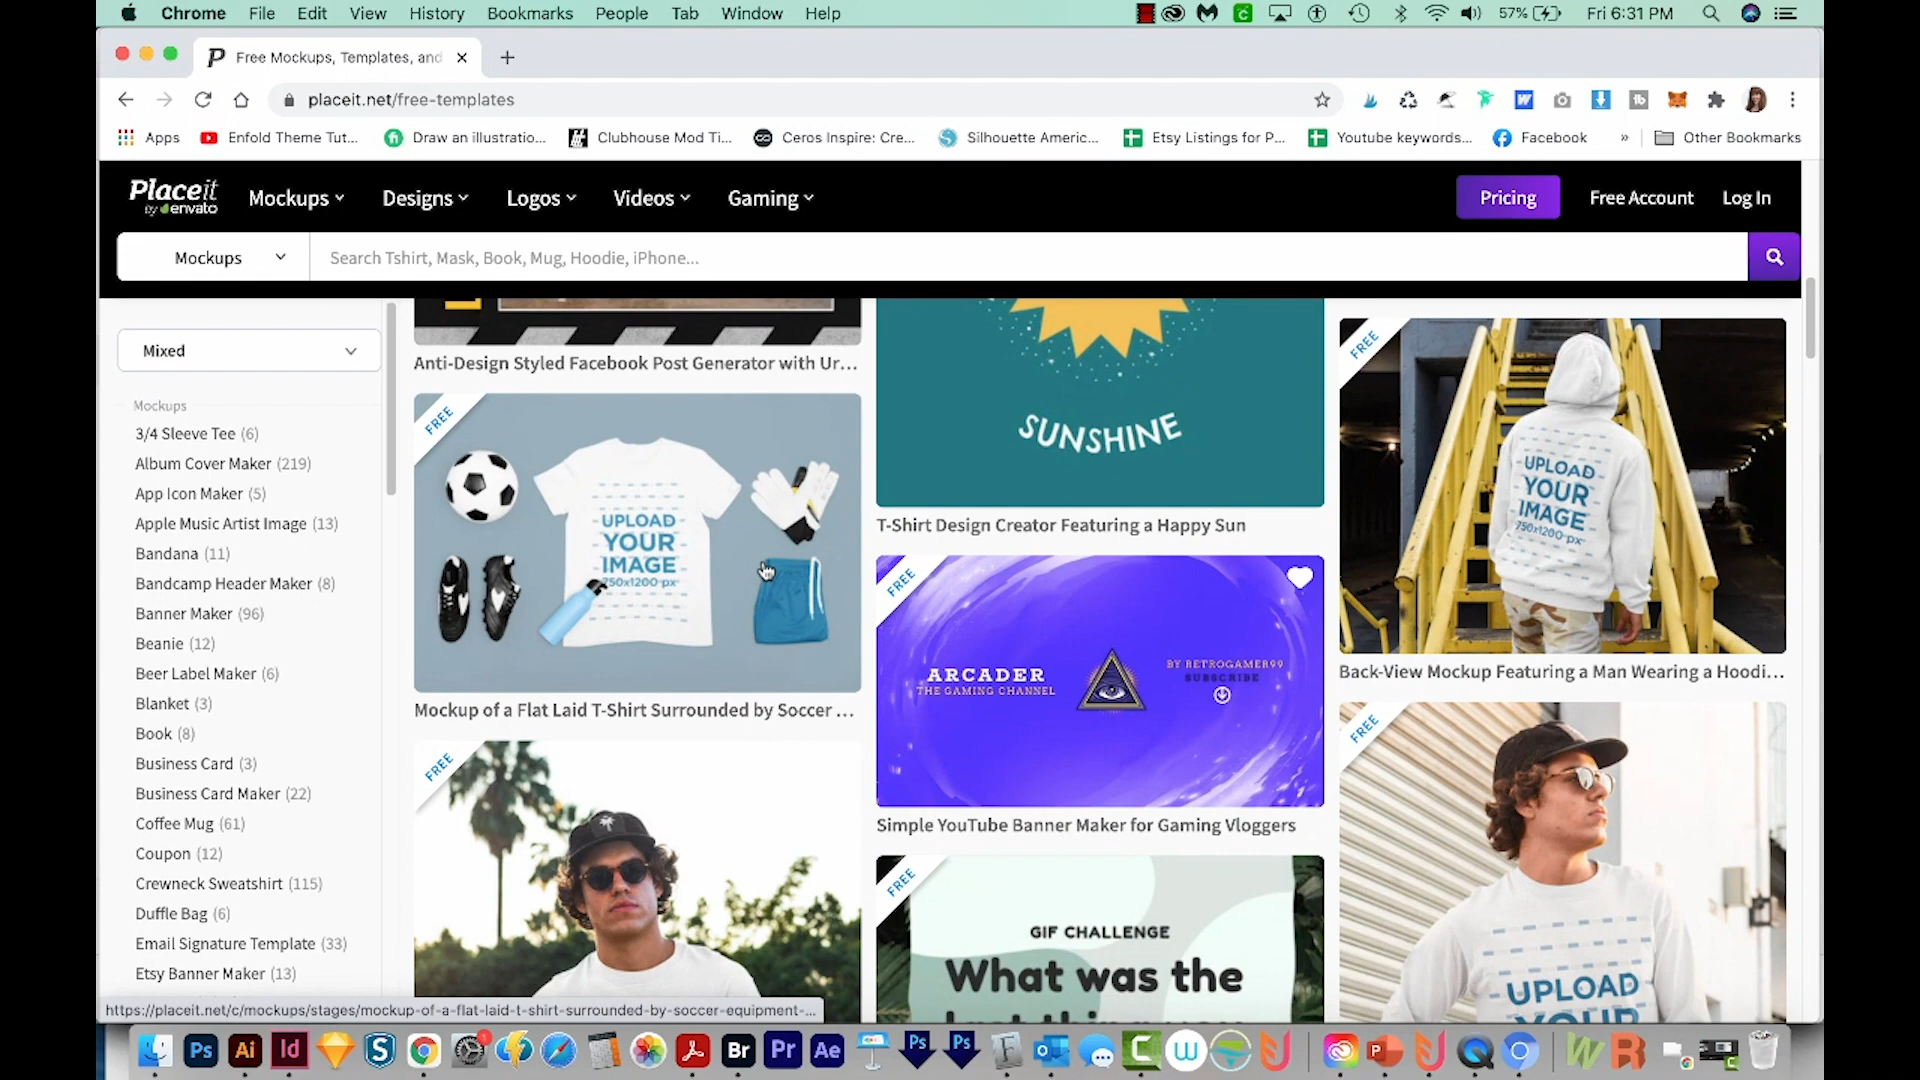 Chrome File Edit View History Bookmarks People Tab Window Help 57% Fri 6:31 PM
Free Mockups, Templates, and
placeit.net/free-templates
Apps Enfold Theme Tut... Draw an illustratio... Clubhouse Mod Ti... Ceros Inspire: Cre... Silhouette Americ... Etsy Listings for P... Youtube keywords... Facebook » Other Bookmarks
Placeit
by envato
Mockups Designs Logos Videos Gaming Pricing Free Account Log In
Mockups Search Tshirt, Mask, Book, Mug, Hoodie, iPhone...
Mixed
Mockups
3/4 Sleeve Tee (6)
Album Cover Maker (219)
App Icon Maker (5)
Apple Music Artist Image (13)
Bandana (11)
Bandcamp Header Maker (8)
Banner Maker (96)
Beanie (12)
Beer Label Maker (6)
Blanket (3)
Book (8)
Business Card (3)
Business Card Maker (22)
Coffee Mug (61)
Coupon (12)
Crewneck Sweatshirt (115)
Duffle Bag (6)
Email Signature Template (33)
Etsy Banner Maker (13)
Anti-Design Styled Facebook Post Generator with Ur...
FREE
UPLOAD
YOUR
IMAGE
750x1200-px
Mockup of a Flat Laid T-Shirt Surrounded by Soccer ...
FREE
SUNSHINE
T-Shirt Design Creator Featuring a Happy Sun
FREE
ARCADER
THE GAMING CHANNEL
BY RETROGAMER99
SUBSCRIBE
Simple YouTube Banner Maker for Gaming Vloggers
FREE
GIF CHALLENGE
What was the
FREE
UPLOAD
YOUR
IMAGE
750x1200-px
Back-View Mockup Featuring a Man Wearing a Hoodi...
FREE
UPLOAD
YOUR
https://placeit.net/c/mockups/stages/mockup-of-a-flat-laid-t-shirt-surrounded-by-soccer-equipment-...
Ps Ai Id S Br Pr Ae Ps Ps